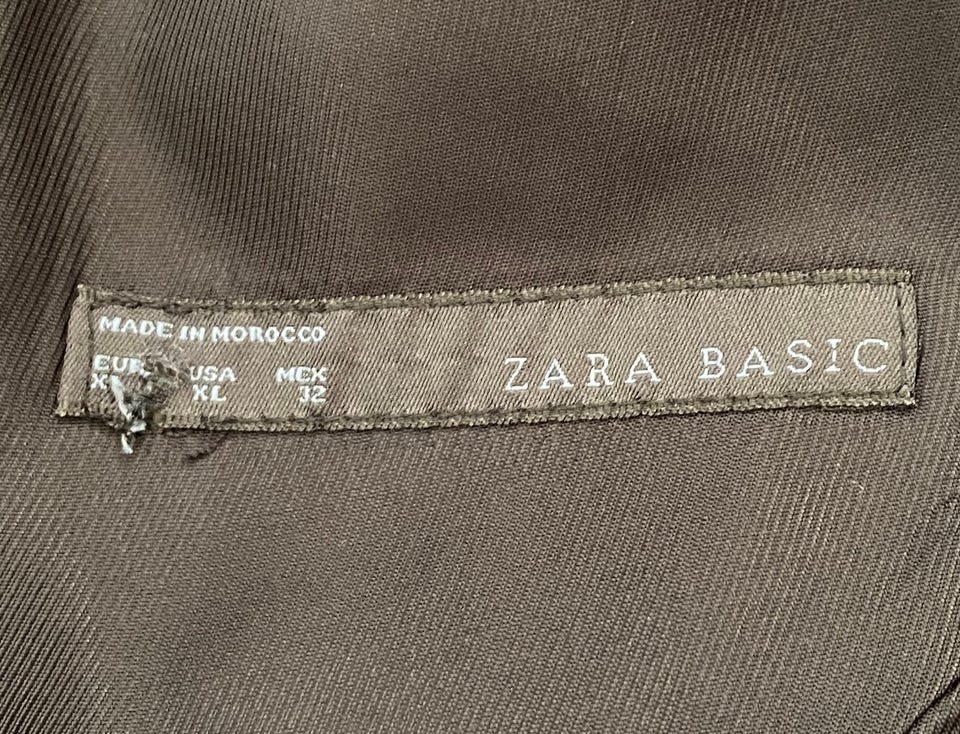 MADE IN MOROCCO
EUR USA MEX
XL 32
ZARA BASIC